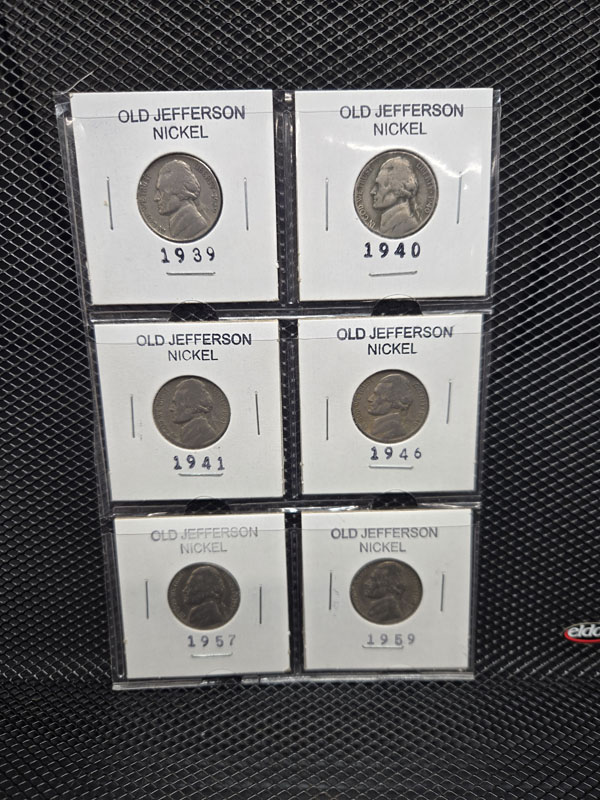 OLD JEFFERSON
NICKEL
1939
OLD JEFFERSON
NICKEL
1940
OLD JEFFERSON
NICKEL
1941
OLD JEFFERSON
NICKEL
1946
OLD JEFFERSON
NICKEL
1957
OLD JEFFERSON
NICKEL
1959